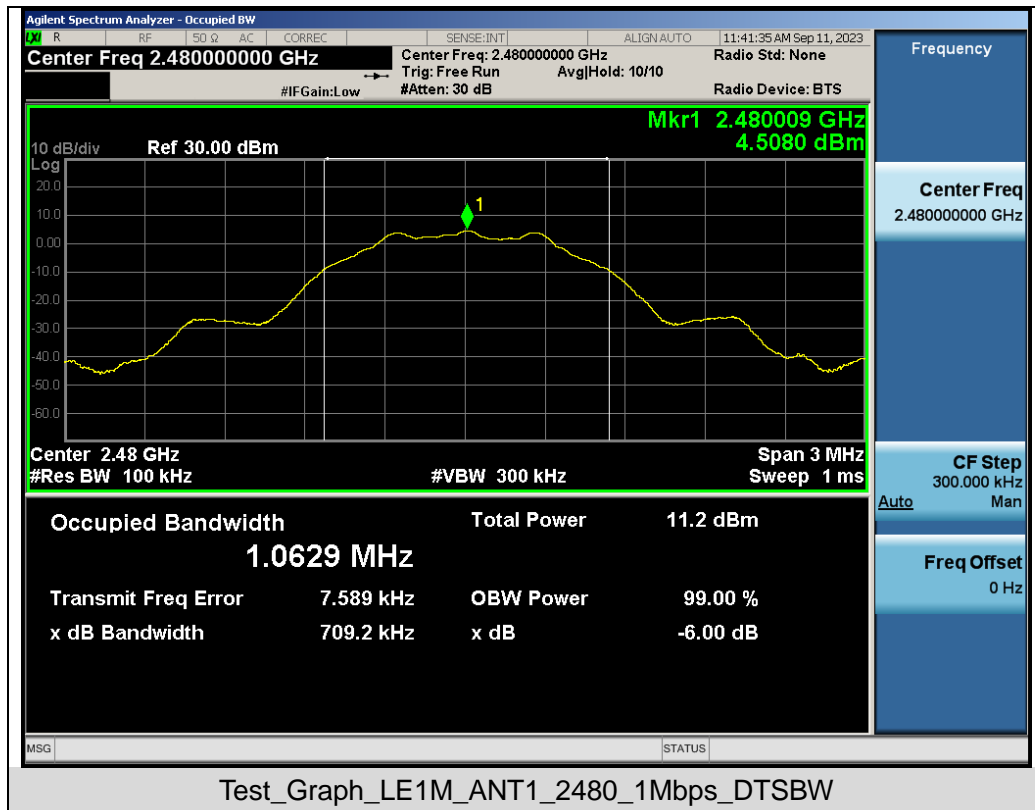 Agilent Spectrum Analyzer - Occupied BW
LXI R RF 50 Ω AC CORREC SENSE:INT ALIGN AUTO 11:41:35 AM Sep 11, 2023
Center Freq 2.480000000 GHz
Center Freq: 2.480000000 GHz
Radio Std: None
Trig: Free Run Avg|Hold: 10/10
#IFGain:Low
#Atten: 30 dB
Radio Device: BTS
Frequency
Mkr1 2.480009 GHz
4.5080 dBm
10 dB/div Ref 30.00 dBm
Log
20.0
10.0
0.00
-10.0
-20.0
-30.0
-40.0
-50.0
-60.0
1
Center 2.48 GHz
Span 3 MHz
#Res BW 100 kHz
#VBW 300 kHz
Sweep 1 ms
Center Freq
2.480000000 GHz
CF Step
300.000 kHz
Auto Man
Freq Offset
0 Hz
Occupied Bandwidth
1.0629 MHz
Total Power 11.2 dBm
Transmit Freq Error 7.589 kHz
OBW Power 99.00 %
x dB Bandwidth 709.2 kHz
x dB -6.00 dB
MSG
STATUS
Test_Graph_LE1M_ANT1_2480_1Mbps_DTSBW